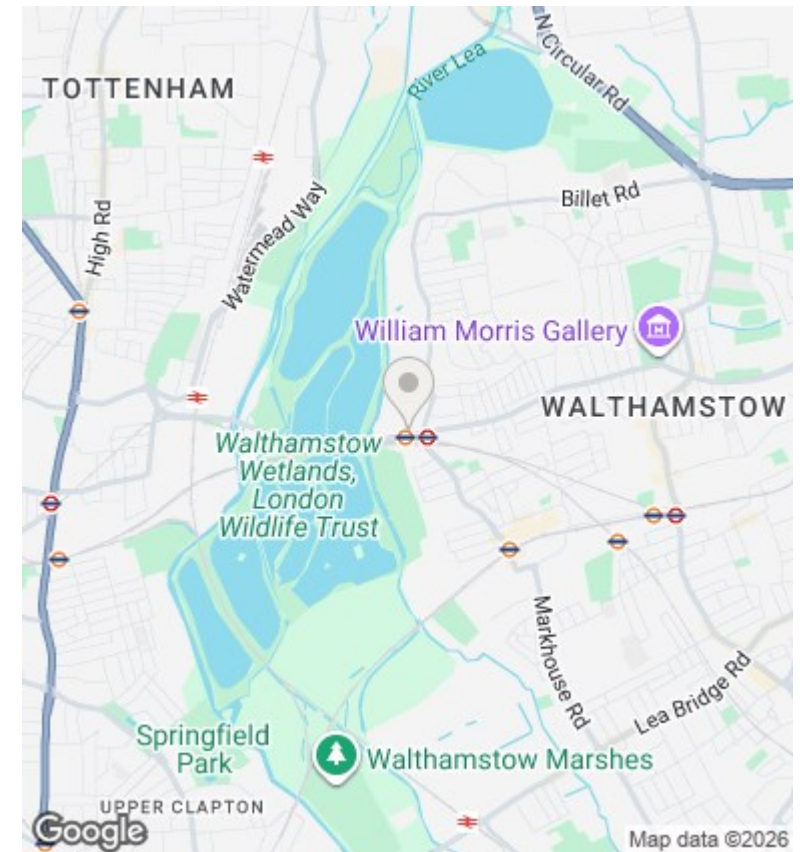 River Lea
N Circular Rd
TOTTENHAM
Billet Rd
High Rd
Watermead Way
William Morris Gallery
WALTHAMSTOW
Walthamstow
Wetlands,
London
Wildlife Trust
Markhouse Rd
Lea Bridge Rd
Springfield
Park
Walthamstow Marshes
UPPER CLAPTON
Google
Map data ©2026